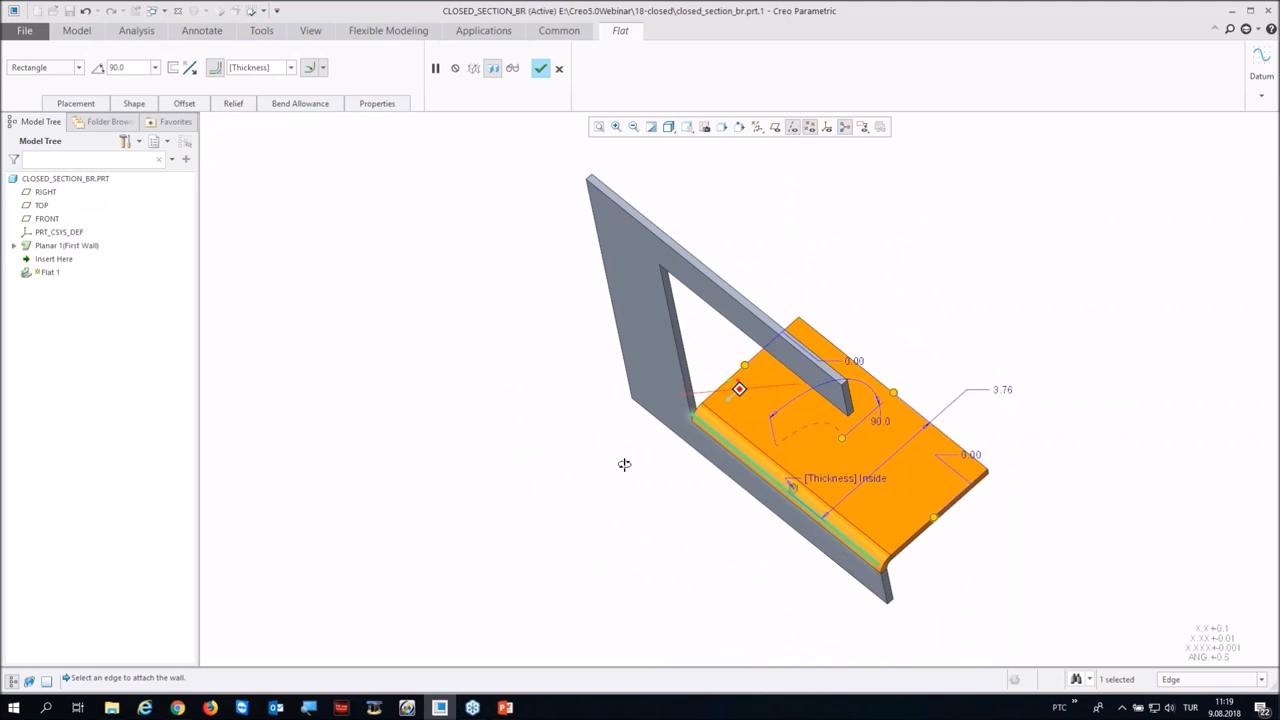 CLOSED_SECTION_BR (Active) E:\Creo5.0\Webinar\18-closed\closed_section_br.prt.1 - Creo Parametric
File Model Analysis Annotate Tools View Flexible Modeling Applications Common Flat
Rectangle 90.0 [Thickness]
Datum
Placement Shape Offset Relief Bend Allowance Properties
Model Tree Folder Brow Favorites
Model Tree
CLOSED_SECTION_BR.PRT
RIGHT
TOP
FRONT
PRT_CSYS_DEF
Planar 1(First Wall)
Insert Here
Flat 1
0.00
3.76
90.0
0.00
[Thickness] Inside
X.X +-0.1
X.XX +-0.01
X.XXX +-0.001
ANG. +-0.5
Select an edge to attach the wall.
1 selected Edge
PTC TUR
11:19
9.08.2018
22